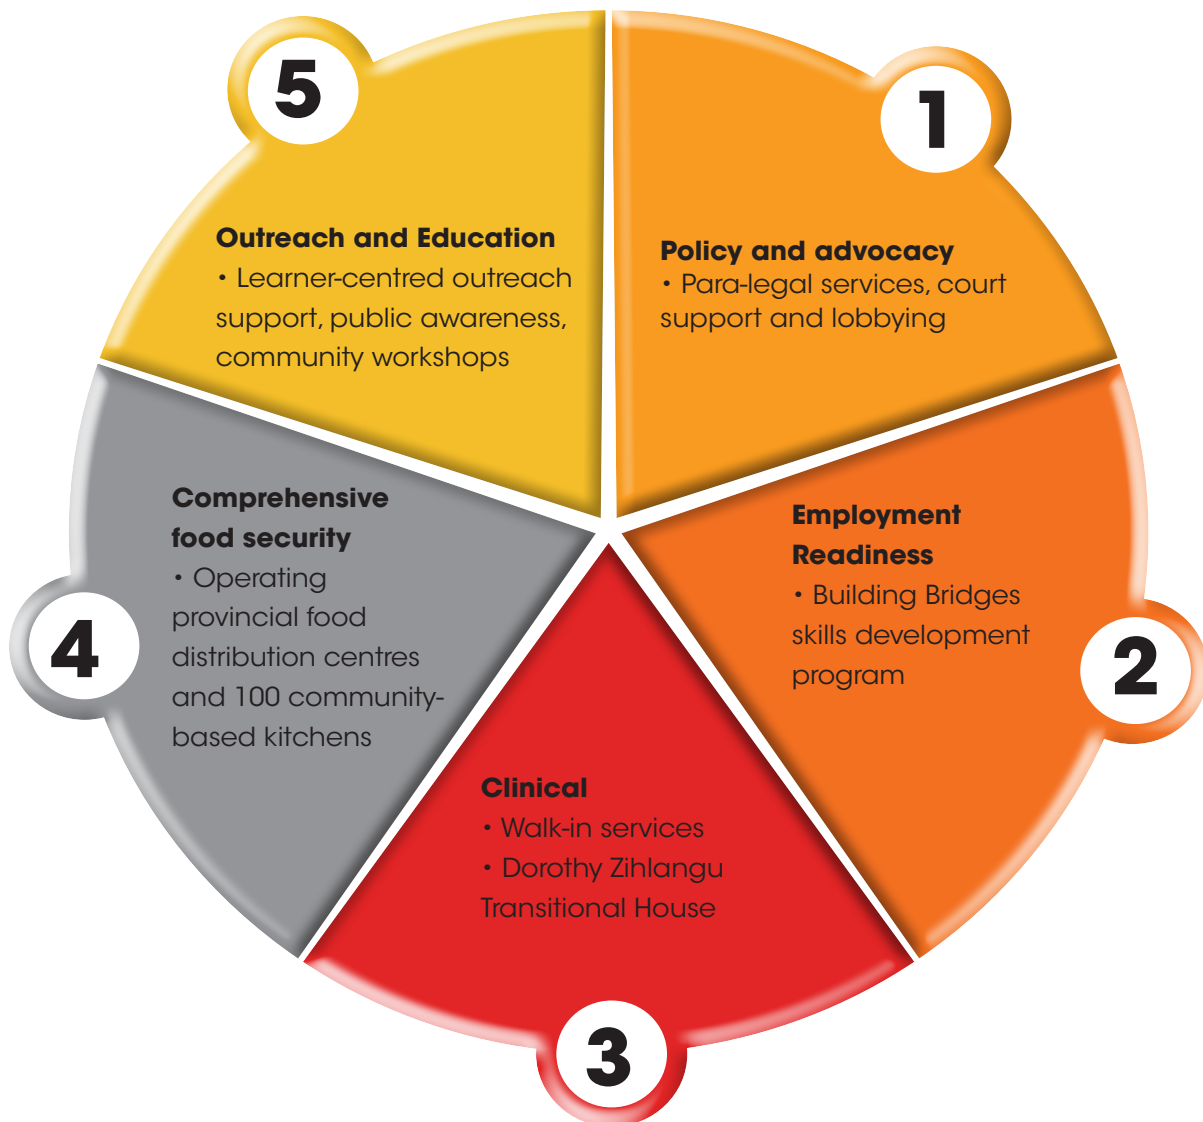 1
Policy and advocacy
• Para-legal services, court
support and lobbying
2
Employment
Readiness
• Building Bridges
skills development
program
3
Clinical
• Walk-in services
• Dorothy Zihlangu
Transitional House
4
Comprehensive
food security
• Operating
provincial food
distribution centres
and 100 community-
based kitchens
5
Outreach and Education
• Learner-centred outreach
support, public awareness,
community workshops